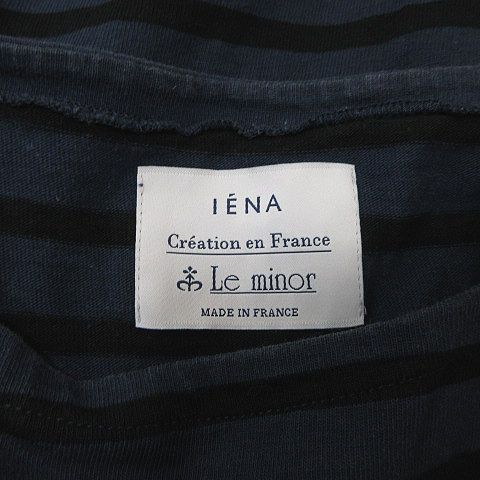 IÉNA
Création en France
Le minor
MADE IN FRANCE